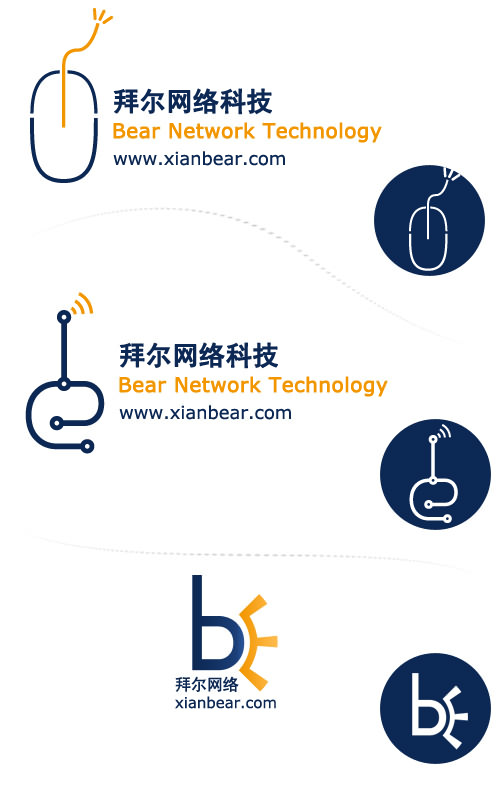 拜尔网络科技
Bear Network Technology
www.xianbear.com
拜尔网络科技
Bear Network Technology
www.xianbear.com
拜尔网络
xianbear.com